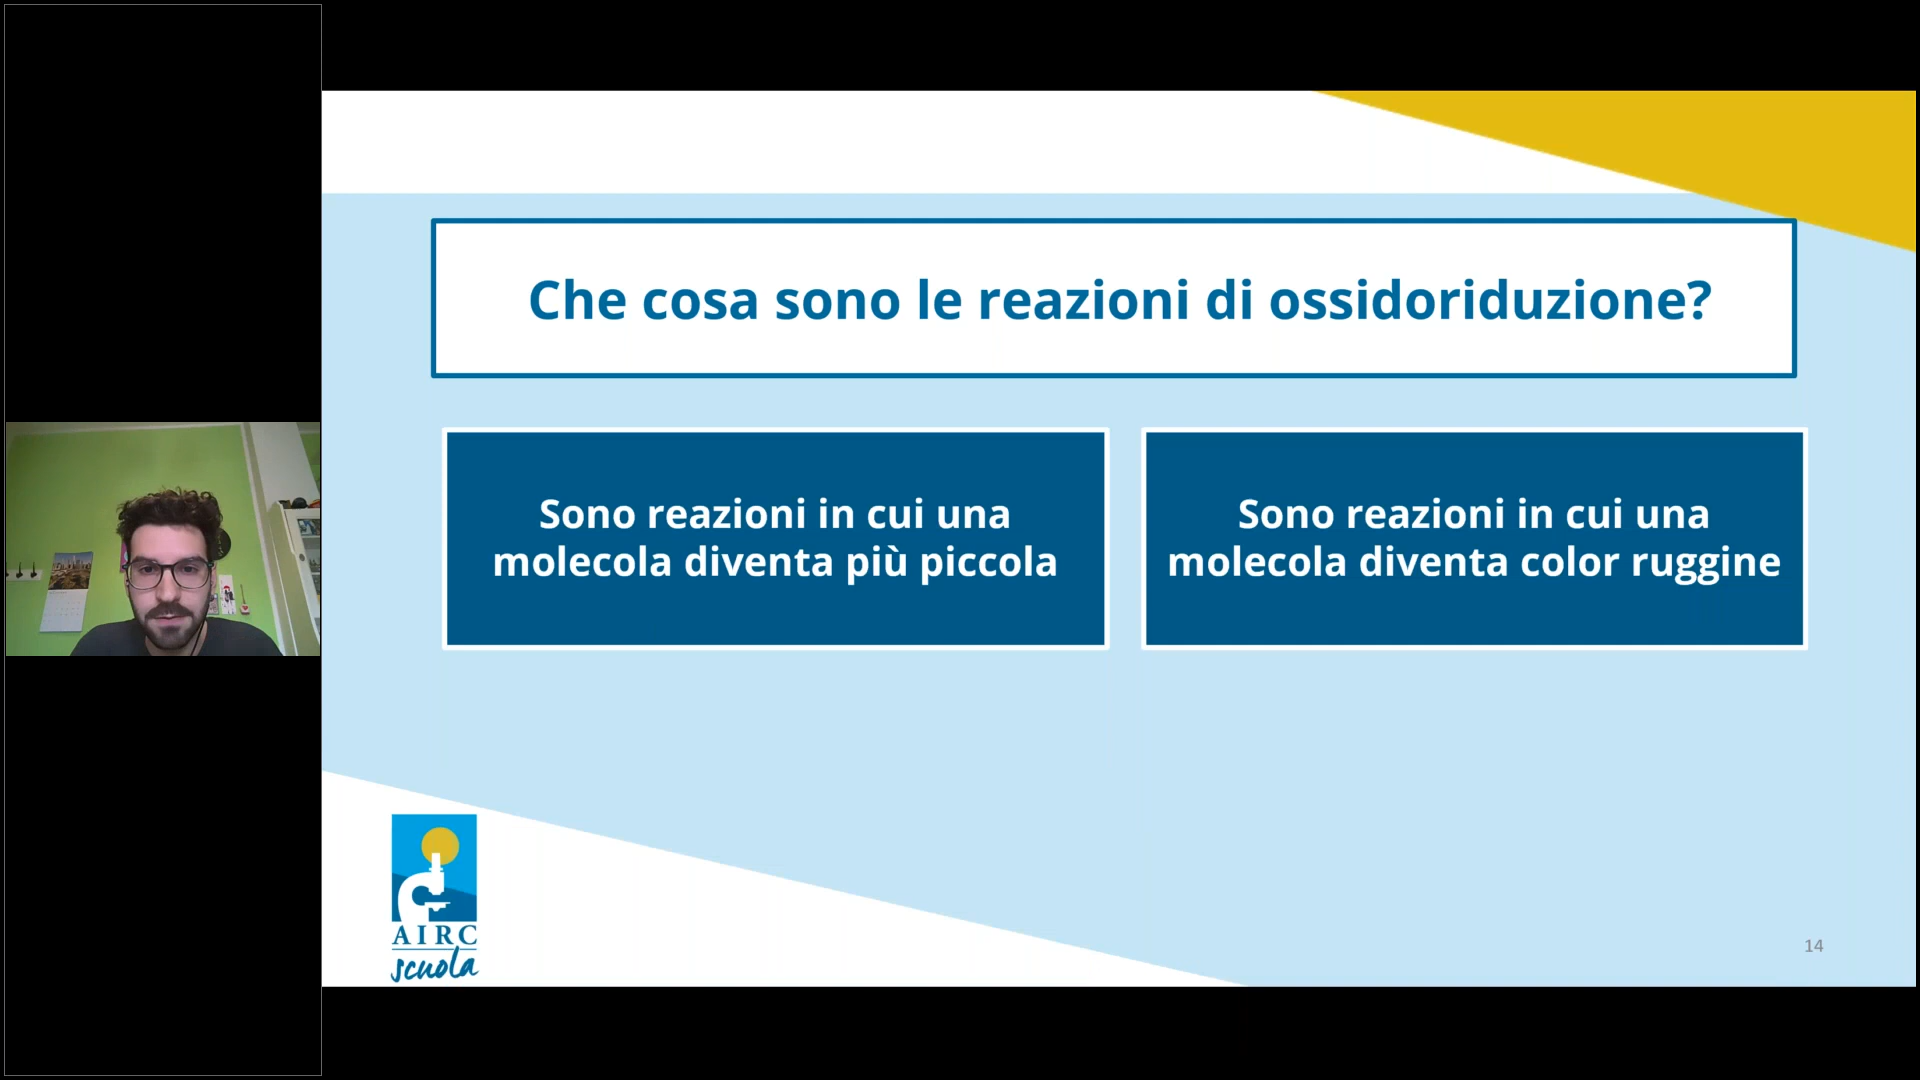 Che cosa sono le reazioni di ossidoriduzione?
Sono reazioni in cui una
molecola diventa più piccola
Sono reazioni in cui una
molecola diventa color ruggine
AIRC
scuola
14